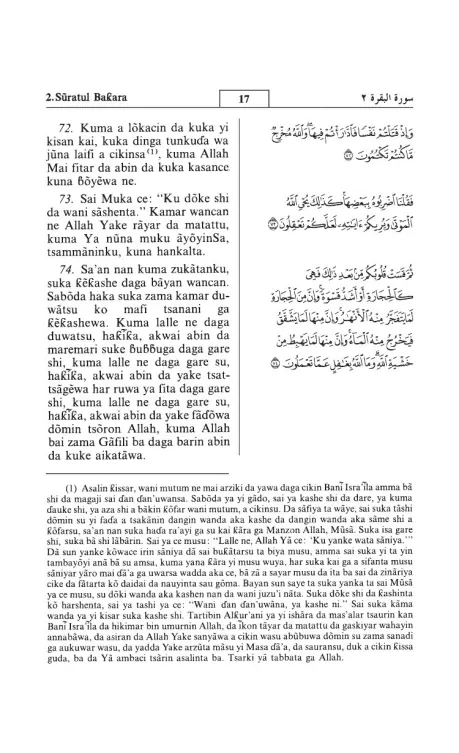 2. Sūratul Baƙara 17 سورة البقرة ٢
72. Kuma a lōkacin da kuka yi
kisan kai, kuka dinga tunkuɗa wa
jūna laifi a cikinsa⁽¹⁾, kuma Allah
Mai fitar da abin da kuka kasance
kuna ɓōyēwa ne.
73. Sai Muka ce: “Ku dōke shi
da wani sāshenta.” Kamar wancan
ne Allah Yake rāyar da matattu,
kuma Ya nūna muku āyōyinSa,
tsammāninku, kuna hankalta.
74. Sa'an nan kuma zukātanku,
suka ƙēƙashe daga bāyan wancan.
Sabōda haka suka zama kamar du-
wātsu ko mafi tsanani ga
ƙēƙashewa. Kuma lalle ne daga
duwatsu, haƙīƙa, akwai abin da
maremari suke ɓuɓɓuga daga gare
shi, kuma lalle ne daga gare su,
haƙīƙa, akwai abin da yake tsat-
tsāgēwa har ruwa ya fita daga gare
shi, kuma lalle ne daga gare su,
haƙīƙa, akwai abin da yake fāɗōwa
dōmin tsōron Allah, kuma Allah
bai zama Gāfili ba daga barin abin
da kuke aikatāwa.
وَإِذْ قَتَلْتُمْ نَفْسًا فَادَّارَأْتُمْ فِيهَا وَاللَّهُ مُخْرِجٌ
مَّا كُنتُمْ تَكْتُمُونَ ٧٢
فَقُلْنَا اضْرِبُوهُ بِبَعْضِهَا كَذَٰلِكَ يُحْيِ اللَّهُ
الْمَوْتَىٰ وَيُرِيكُمْ ءَايَٰتِهِ لَعَلَّكُمْ تَعْقِلُونَ ٧٣
ثُمَّ قَسَتْ قُلُوبُكُم مِّن بَعْدِ ذَٰلِكَ فَهِيَ
كَالْحِجَارَةِ أَوْ أَشَدُّ قَسْوَةً وَإِنَّ مِنَ الْحِجَارَةِ
لَمَا يَتَفَجَّرُ مِنْهُ الْأَنْهَٰرُ وَإِنَّ مِنْهَا لَمَا يَشَّقَّقُ
فَيَخْرُجُ مِنْهُ الْمَاءُ وَإِنَّ مِنْهَا لَمَا يَهْبِطُ مِنْ
خَشْيَةِ اللَّهِ وَمَا اللَّهُ بِغَٰفِلٍ عَمَّا تَعْمَلُونَ ٧٤
(1) Asalin ƙissar, wani mutum ne mai arziki da yawa daga cikin Banī Isra'īla amma bā
shi da magaji sai ɗan ɗan'uwansa. Sabōda ya yi gādo, sai ya kashe shi da dare, ya kuma
ɗauke shi, ya aza shi a bākin ƙōfar wani mutum, a cikinsu. Da sāfiya ta wāye, sai suka tāshi
dōmin su yi faɗa a tsakānin dangin wanda aka kashe da dangin wanda aka sāme shi a
ƙōfarsu, sa'an nan suka haɗa ra'ayi ga su kai ƙāra ga Manzon Allah, Mūsā. Suka isa gare
shi, suka bā shi lābārin. Sai ya ce musu: “Lalle ne, Allah Yā ce: ‘Ku yanke wata sāniya.’”
Dā sun yanke kōwace irin sāniya dā sai buƙātarsu ta biya musu, amma sai suka yi ta yin
tambayōyi anā bā su amsa, kuma yana ƙāra yi musu wuya, har suka kai ga a sifanta musu
sāniyar yāro mai ɗā'a ga uwarsa wadda aka ce, bā zā a sayar musu da ita ba sai da zināriya
cike da fātarta kō daidai da nauyinta sau gōma. Bayan sun saye ta suka yanka ta sai Mūsā
ya ce musu, su dōki wanda aka kashen nan da wani juzu'i nāta. Suka dōke shi da ƙashinta
kō harshenta, sai ya tashi ya ce: “Wani ɗan ɗan'uwāna, ya kashe ni.” Sai suka kāma
wanda ya yi kisar suka kashe shi. Tartibin Alƙur'ani ya yi ishāra da mas'alar tsaurin kan
Banī Isra'īla da hikimar bin umurnin Allah, da ikon tāyar da matattu da gaskiyar wahayin
annabāwa, da asiran da Allah Yake sanyāwa a cikin wasu abūbuwa dōmin su zama sanadi
ga aukuwar wasu, da yadda Yake arzūta māsu yi Masa ɗā'a, da sauransu, duk a cikin ƙissa
guda, ba da Yā ambaci tsārin asalinta ba. Tsarki yā tabbata ga Allah.